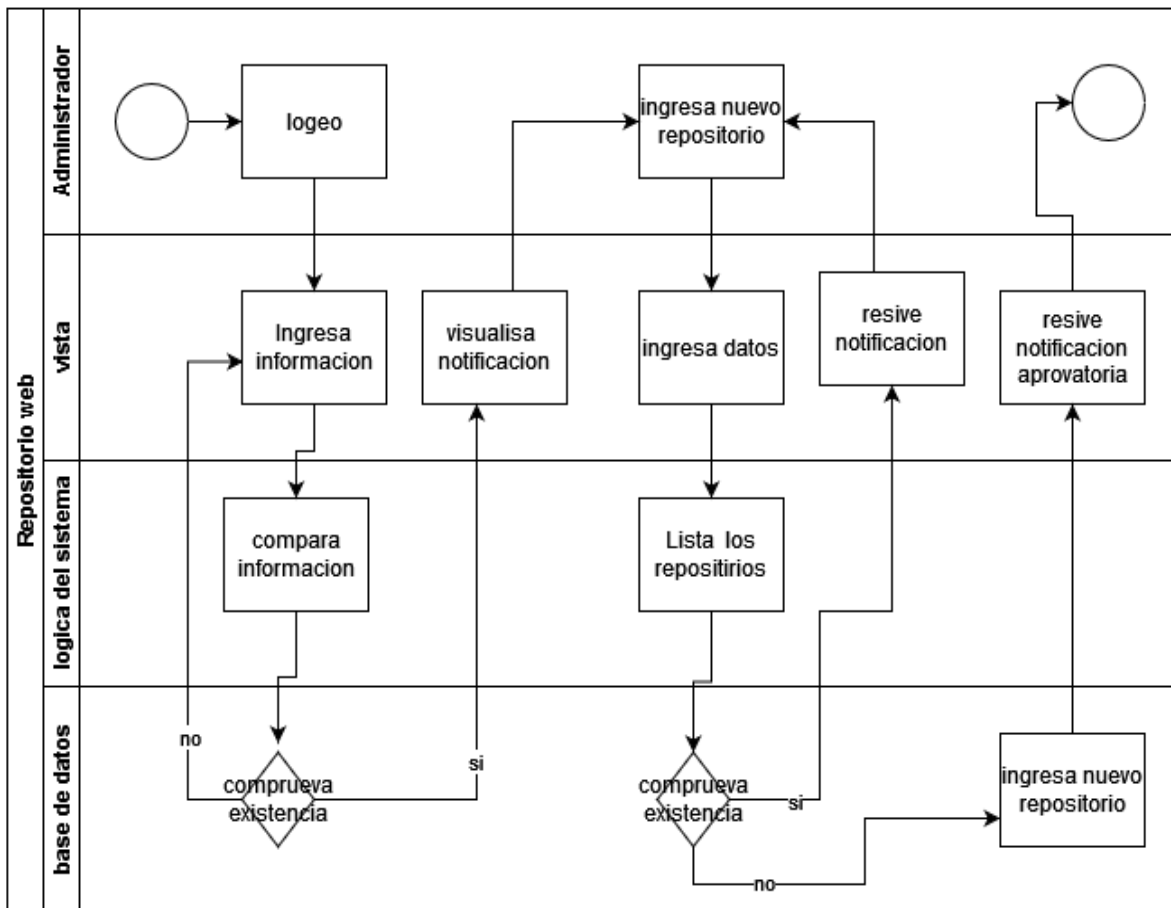 Repositorio web
Administrador
logeo
ingresa nuevo
repositorio
vista
Ingresa
informacion
visualisa
notificacion
ingresa datos
resive
notificacion
resive
notificacion
aprovatoria
logica del sistema
compara
informacion
Lista los
repositirios
base de datos
no
comprueva
existencia
si
comprueva
existencia
si
no
ingresa nuevo
repositorio